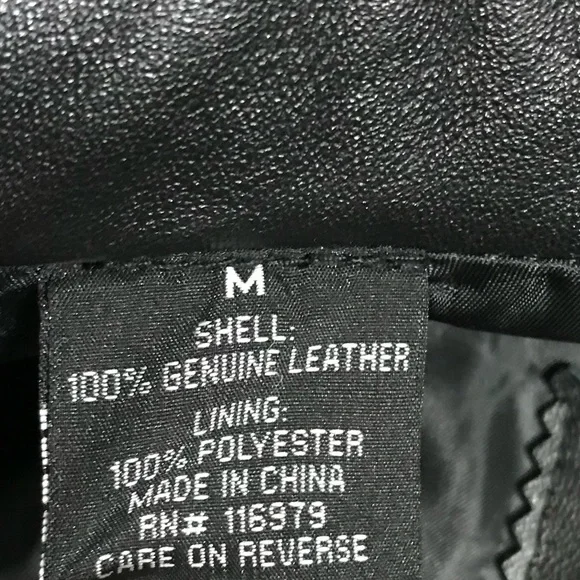 M
SHELL:
100% GENUINE LEATHER
LINING:
100% POLYESTER
MADE IN CHINA
RN# 116979
CARE ON REVERSE